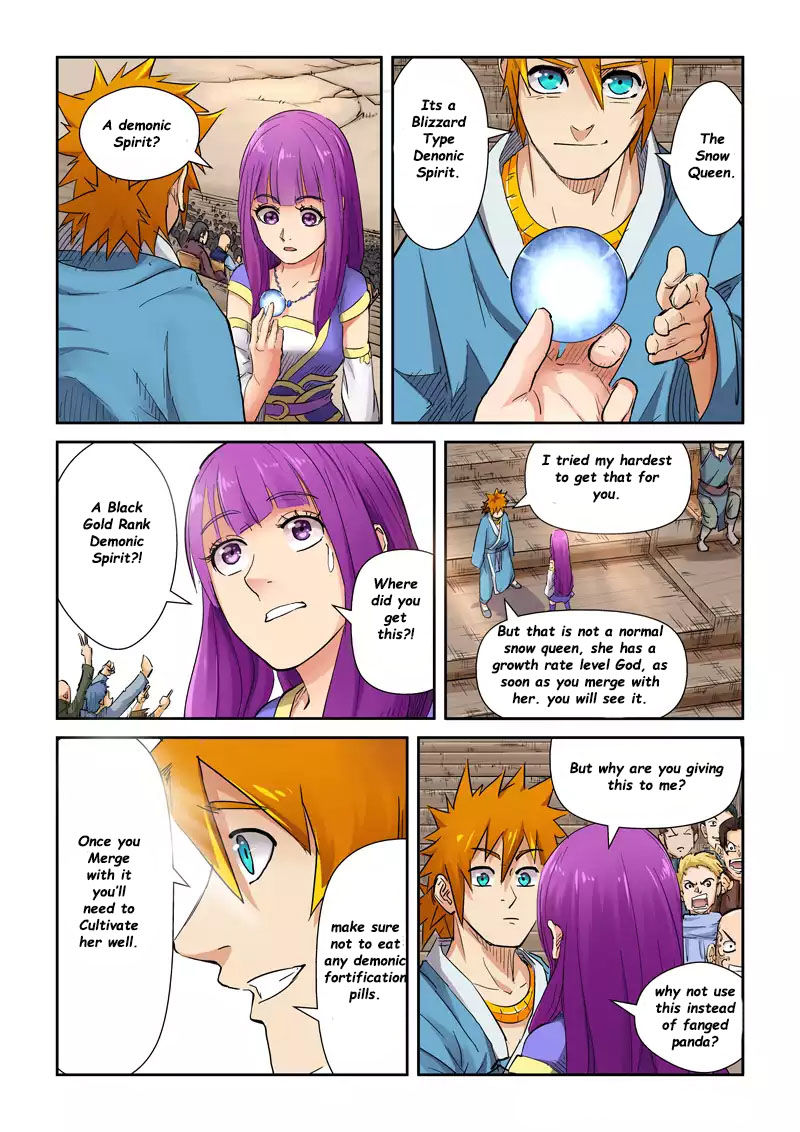 A demonic
Spirit?
Its a
Blizzard
Type
Denonic
Spirit.
The
Snow
Queen.
A Black
Gold Rank
Demonic
Spirit?!
Where
did you
get
this?!
I tried my hardest
to get that for
you.
But that is not a normal
snow queen, she has a
growth rate level God, as
soon as you merge with
her. you will see it.
Once you
Merge
with it
you'll
need to
Cultivate
her well.
make sure
not to eat
any demonic
fortification
pills.
But why are you giving
this to me?
why not use
this instead
of fanged
panda?